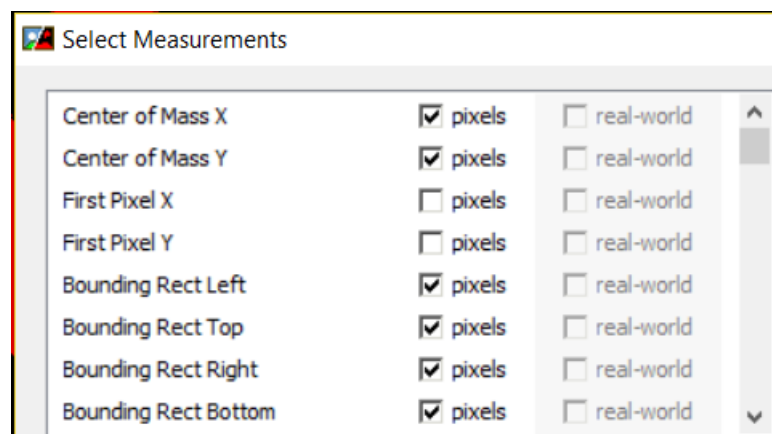 Select Measurements
Center of Mass X pixels real-world
Center of Mass Y pixels real-world
First Pixel X pixels real-world
First Pixel Y pixels real-world
Bounding Rect Left pixels real-world
Bounding Rect Top pixels real-world
Bounding Rect Right pixels real-world
Bounding Rect Bottom pixels real-world